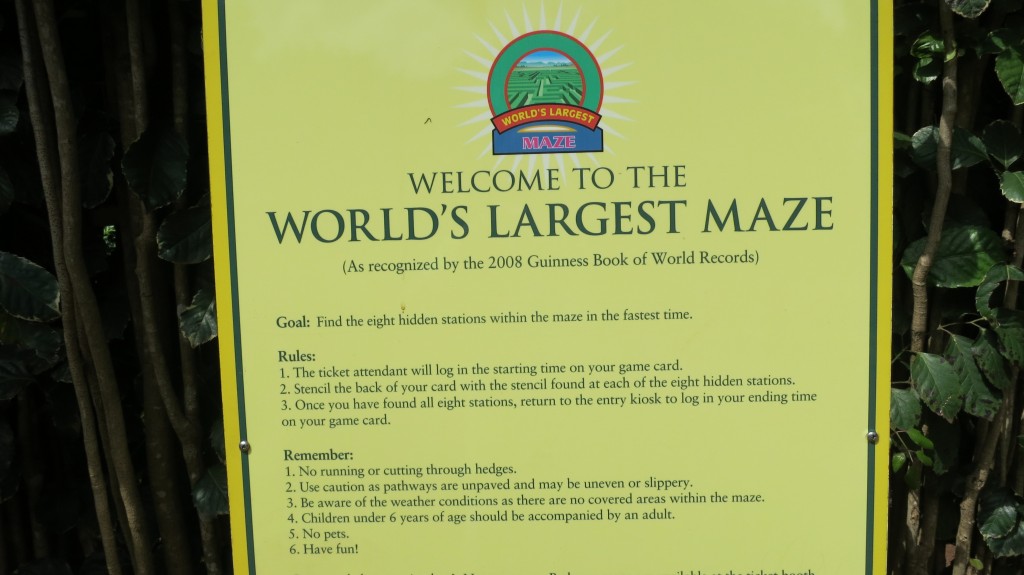 WORLD'S LARGEST
MAZE
WELCOME TO THE
WORLD'S LARGEST MAZE
(As recognized by the 2008 Guinness Book of World Records)
Goal: Find the eight hidden stations within the maze in the fastest time.
Rules:
1. The ticket attendant will log in the starting time on your game card.
2. Stencil the back of your card with the stencil found at each of the eight hidden stations.
3. Once you have found all eight stations, return to the entry kiosk to log in your ending time
on your game card.
Remember:
1. No running or cutting through hedges.
2. Use caution as pathways are unpaved and may be uneven or slippery.
3. Be aware of the weather conditions as there are no covered areas within the maze.
4. Children under 6 years of age should be accompanied by an adult.
5. No pets.
6. Have fun!
available at the ticket booth